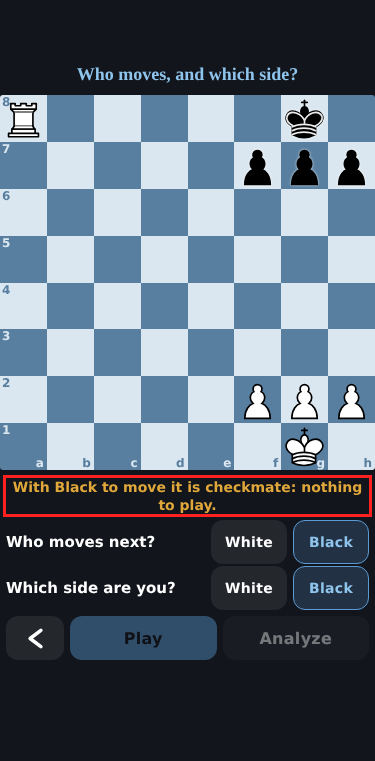 Who moves, and which side?
8
7
6
5
4
3
2
1
a b c d e f g h
With Black to move it is checkmate: nothing
to play.
Who moves next? White Black
Which side are you? White Black
Play Analyze